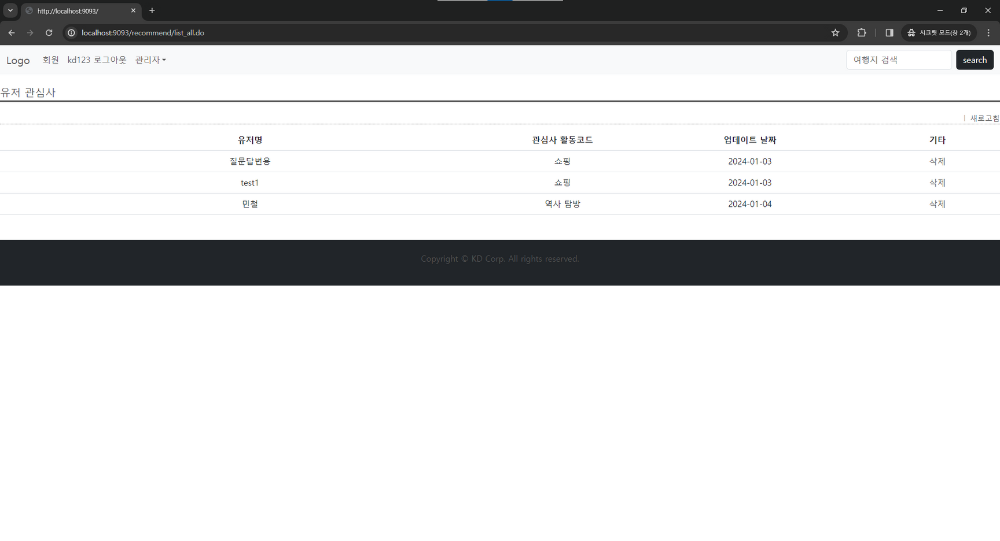 http://localhost:9093/
localhost:9093/recommend/list_all.do
시크릿 모드(창 2개)
Logo 회원 kd123 로그아웃 관리자 여행지 검색 search
유저 관심사
| 새로고침
유저명 관심사 활동코드 업데이트 날짜 기타
질문답변용 쇼핑 2024-01-03 삭제
test1 쇼핑 2024-01-03 삭제
민철 역사 탐방 2024-01-04 삭제
Copyright © KD Corp. All rights reserved.